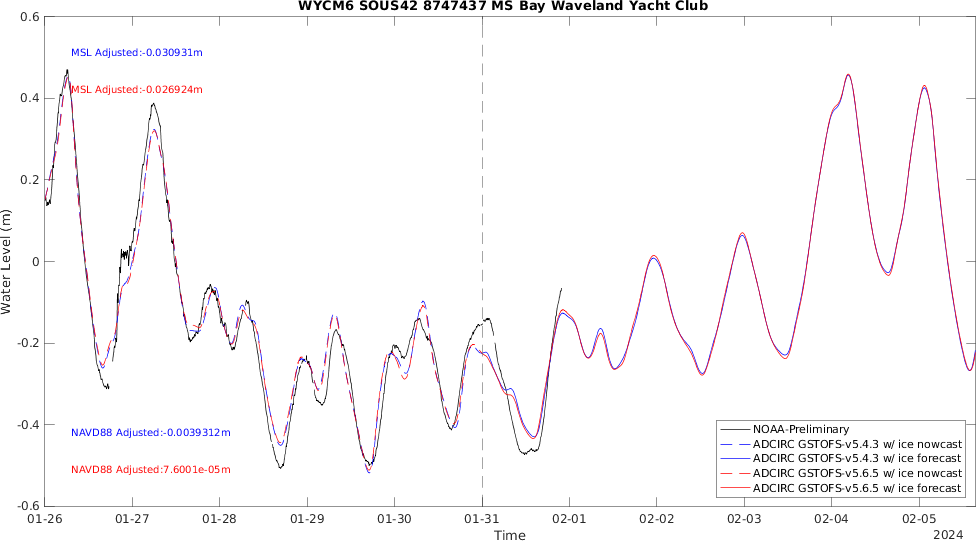 WYCM6 SOUS42 8747437 MS Bay Waveland Yacht Club
0.6
MSL Adjusted:-0.030931m
MSL Adjusted:-0.026924m
0.4
0.2
0
-0.2
-0.4
-0.6
Water Level (m)
NAVD88 Adjusted:-0.0039312m
NAVD88 Adjusted:7.6001e-05m
NOAA-Preliminary
ADCIRC GSTOFS-v5.4.3 w/ ice nowcast
ADCIRC GSTOFS-v5.4.3 w/ ice forecast
ADCIRC GSTOFS-v5.6.5 w/ ice nowcast
ADCIRC GSTOFS-v5.6.5 w/ ice forecast
01-26 01-27 01-28 01-29 01-30 01-31 02-01 02-02 02-03 02-04 02-05
Time
2024